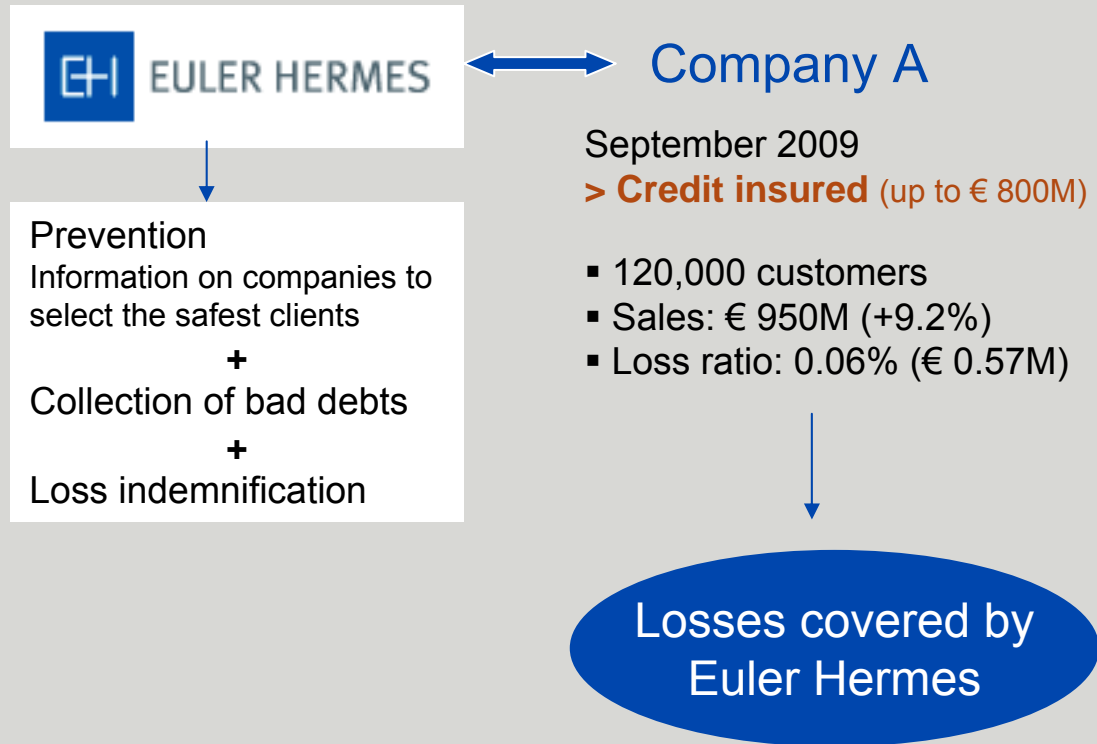 EH EULER HERMES
Company A
September 2009
> Credit insured (up to € 800M)
▪ 120,000 customers
▪ Sales: € 950M (+9.2%)
▪ Loss ratio: 0.06% (€ 0.57M)
Prevention
Information on companies to
select the safest clients
+
Collection of bad debts
+
Loss indemnification
Losses covered by
Euler Hermes